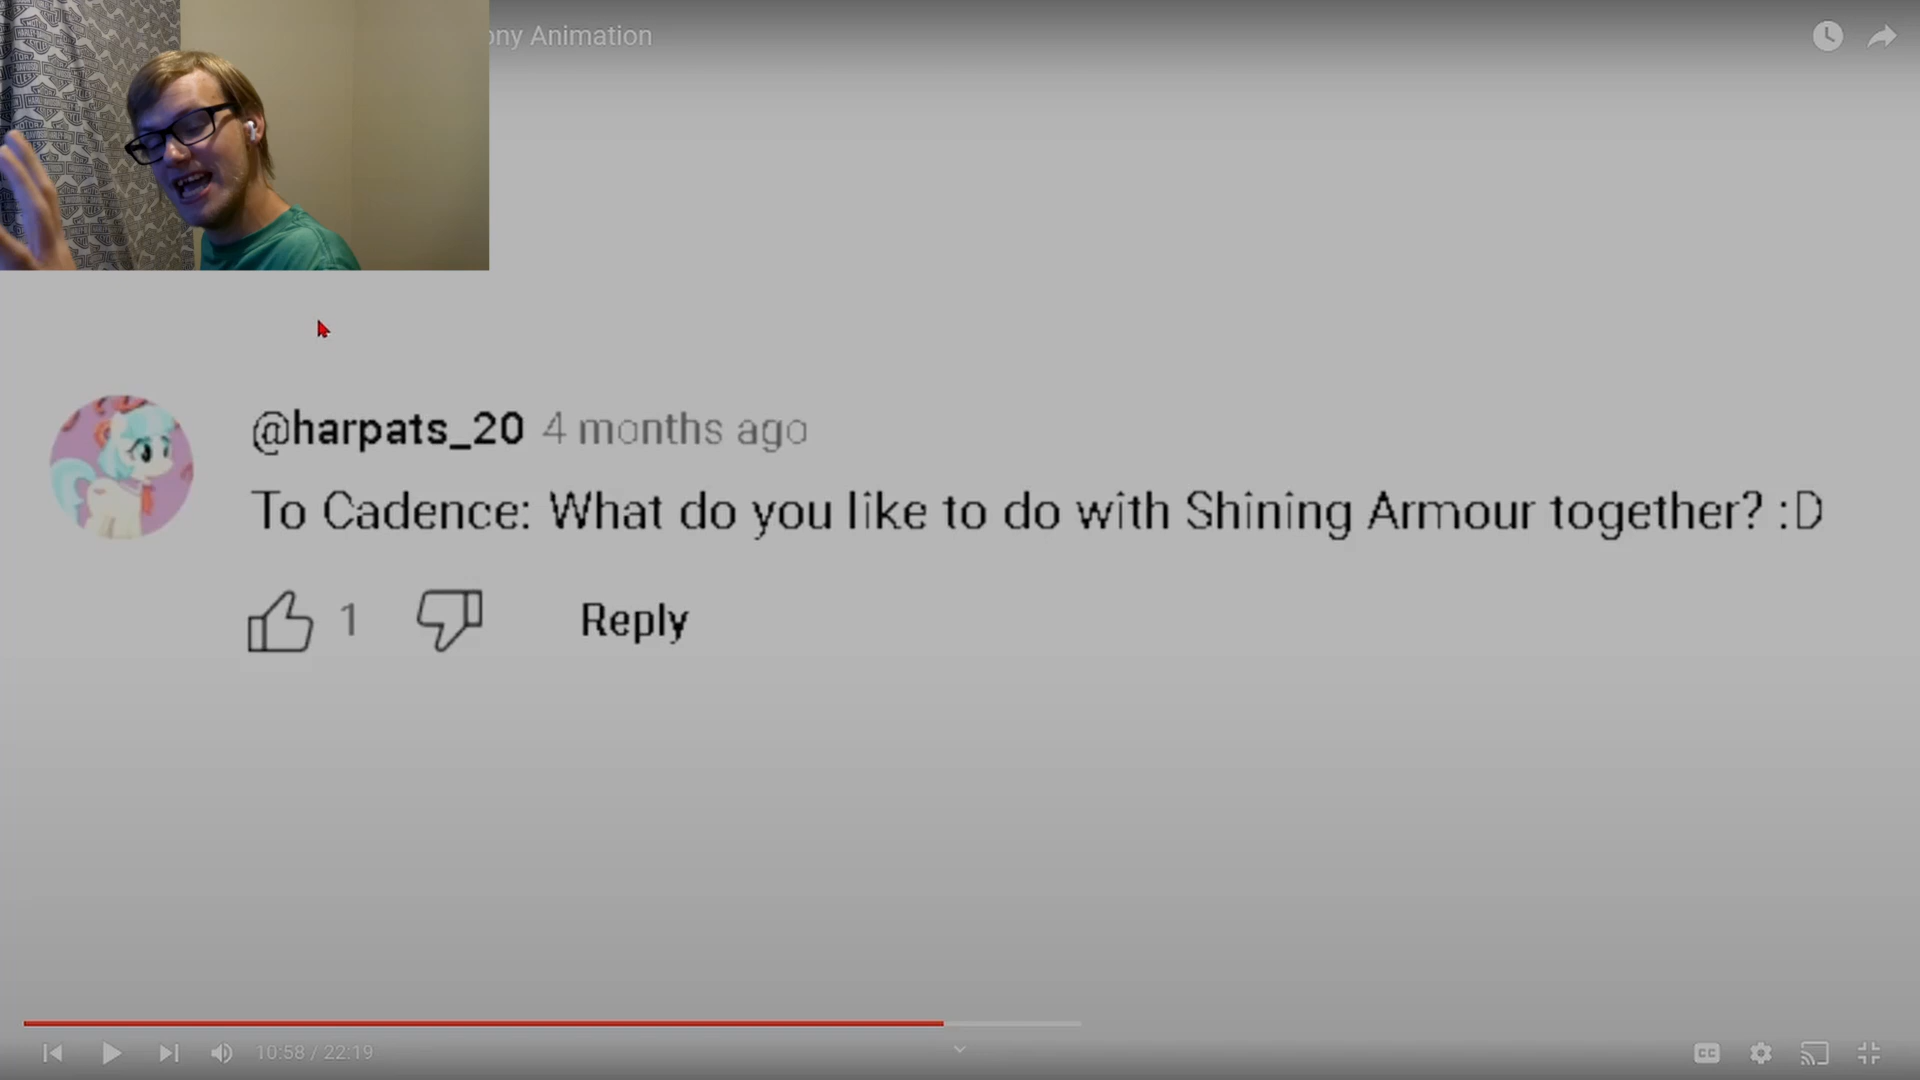 ony Animation
@harpats_20 4 months ago
To Cadence: What do you like to do with Shining Armour together? :D
1 Reply
10:58 / 22:19
CC